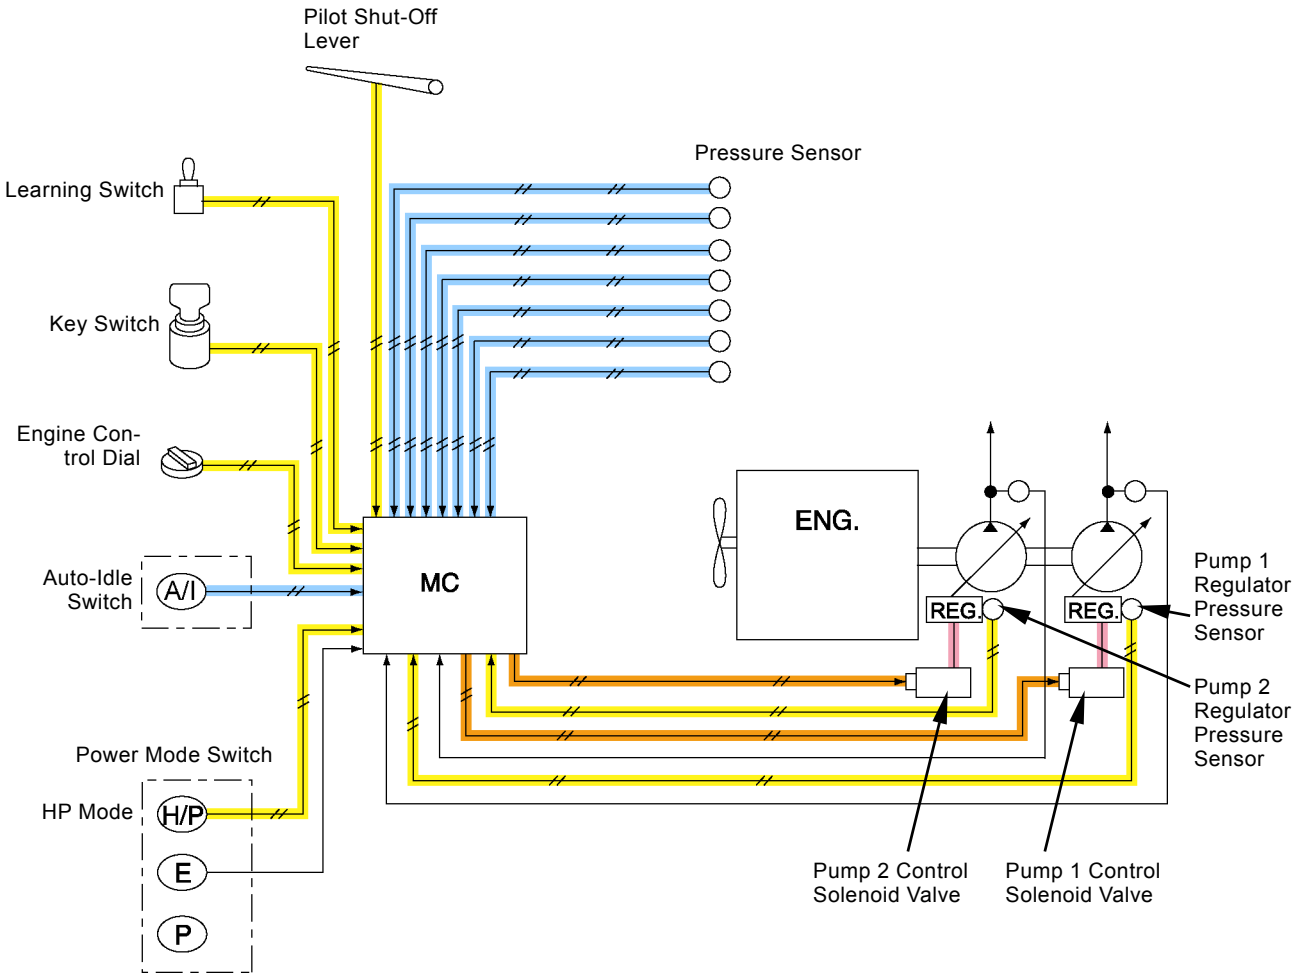 Pilot Shut-Off
Lever
Pressure Sensor
Learning Switch
Key Switch
Engine Con-
trol Dial
ENG.
Auto-Idle
Switch
A/I
MC
Pump 1
Regulator
Pressure
Sensor
REG.
REG.
Pump 2
Regulator
Pressure
Sensor
Power Mode Switch
HP Mode
H/P
E
P
Pump 2 Control
Solenoid Valve
Pump 1 Control
Solenoid Valve